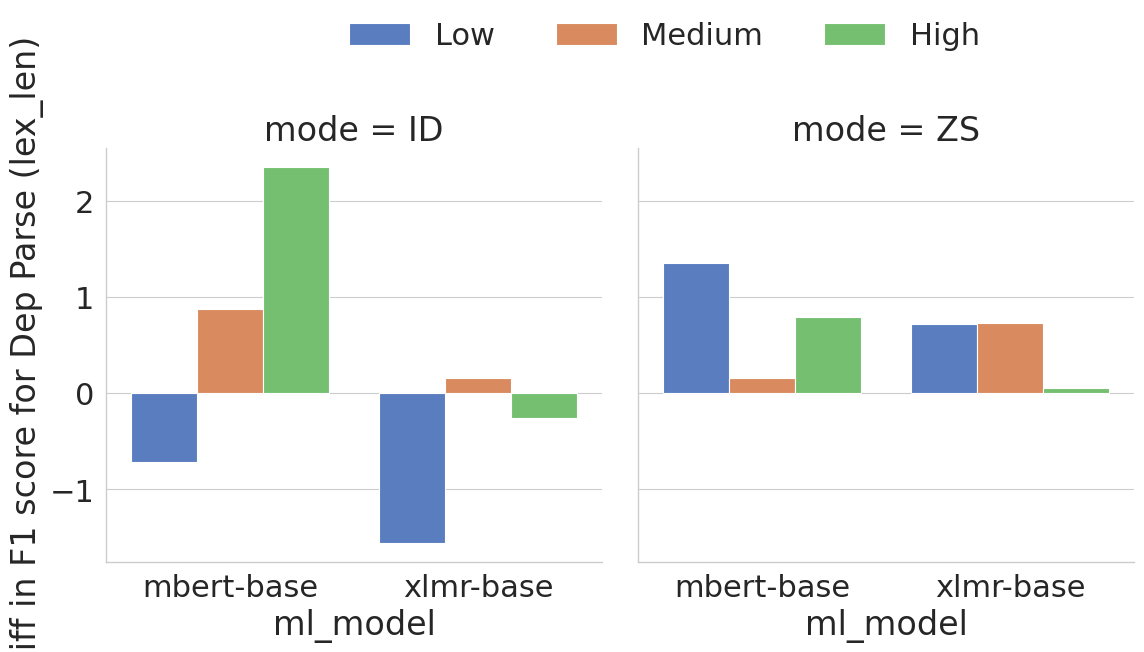 Low Medium High
mode = ID
mode = ZS
iff in F1 score for Dep Parse (lex_len)
2
1
0
−1
mbert-base xlmr-base
ml_model
mbert-base xlmr-base
ml_model